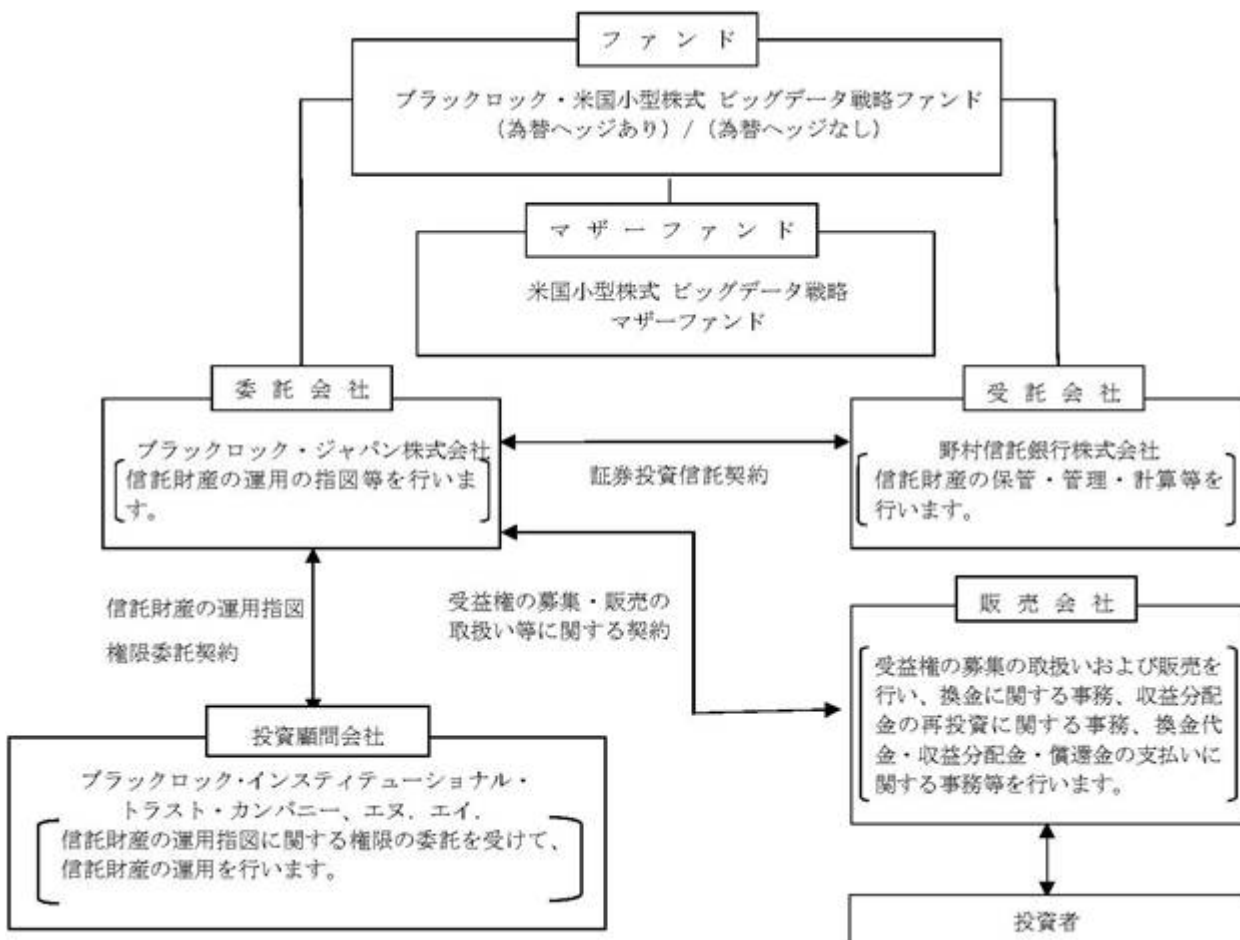 ファンド
ブラックロック・米国小型株式 ビッグデータ戦略ファンド
(為替ヘッジあり) / (為替ヘッジなし)
マザーファンド
米国小型株式 ビッグデータ戦略
マザーファンド
委託会社
ブラックロック・ジャパン株式会社
信託財産の運用の指図等を行いま
す。
証券投資信託契約
受託会社
野村信託銀行株式会社
信託財産の保管・管理・計算等を
行います。
信託財産の運用指図
権限委託契約
受益権の募集・販売の
取扱い等に関する契約
販売会社
受益権の募集の取扱いおよび販売を
行い、換金に関する事務、収益分配
金の再投資に関する事務、換金代
金・収益分配金・償還金の支払いに
関する事務等を行います。
投資顧問会社
ブラックロック・インスティテューショナル・
トラスト・カンパニー、エヌ. エイ.
信託財産の運用指図に関する権限の委託を受けて、
信託財産の運用を行います。
投資者